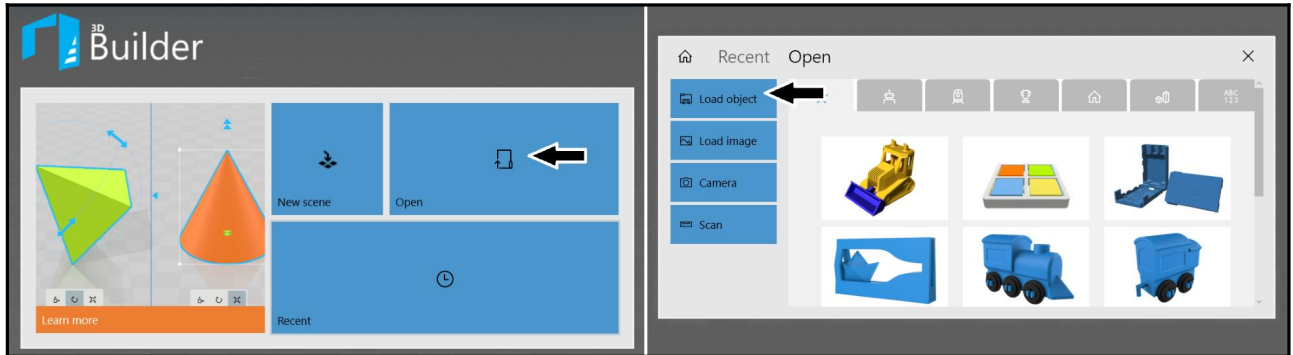 3D
Builder
New scene
Open
Learn more
Recent
Recent Open
Load object
Load image
Camera
Scan
ABC
123